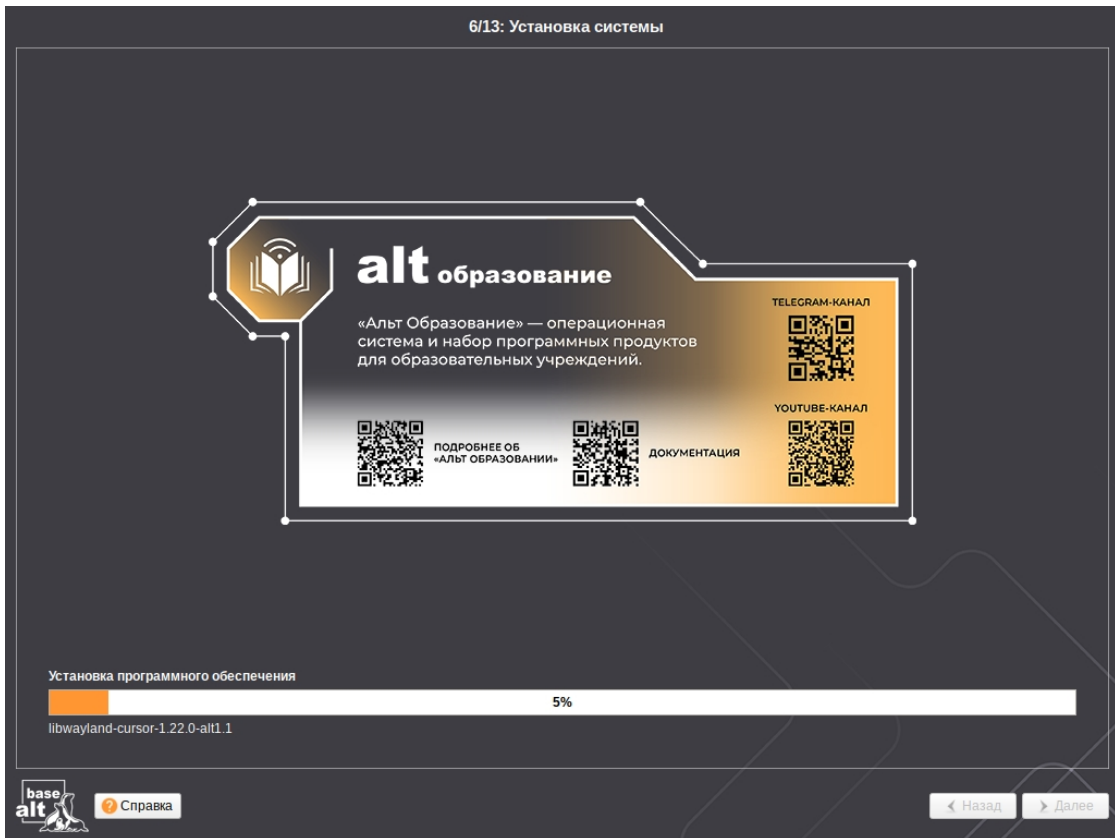 6/13: Установка системы
alt образование
«Альт Образование» — операционная
система и набор программных продуктов
для образовательных учреждений.
TELEGRAM-КАНАЛ
YOUTUBE-КАНАЛ
ПОДРОБНЕЕ ОБ
«АЛЬТ ОБРАЗОВАНИИ»
ДОКУМЕНТАЦИЯ
Установка программного обеспечения
5%
libwayland-cursor-1.22.0-alt1.1
base
alt
Справка
Назад
Далее